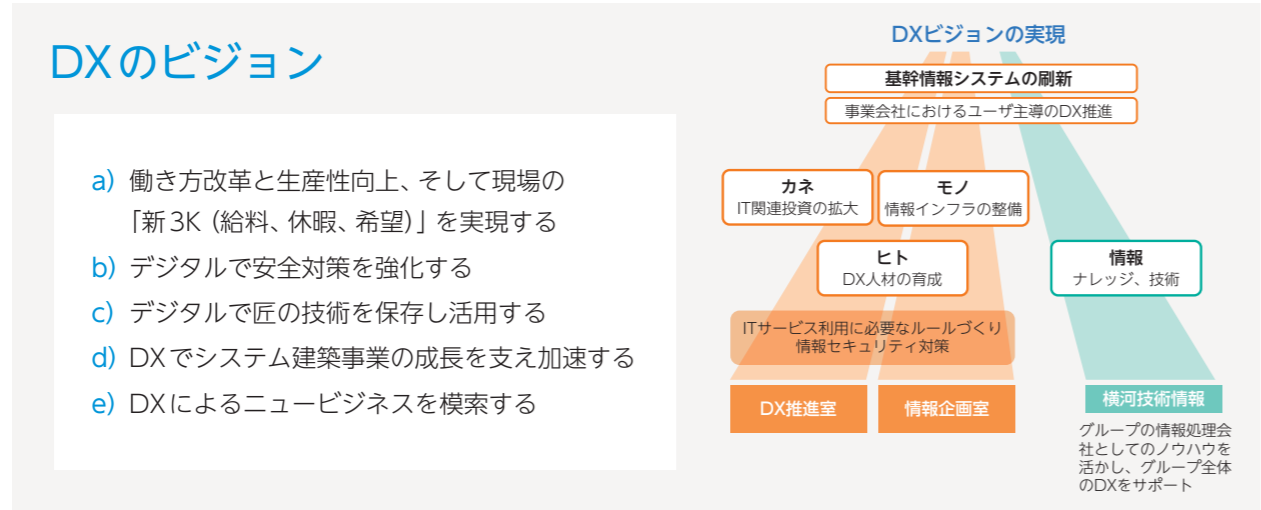 DXのビジョン
a) 働き方改革と生産性向上、そして現場の
「新3K（給料、休暇、希望）」を実現する
b) デジタルで安全対策を強化する
c) デジタルで匠の技術を保存し活用する
d) DXでシステム建築事業の成長を支え加速する
e) DXによるニュービジネスを模索する
DXビジョンの実現
基幹情報システムの刷新
事業会社におけるユーザ主導のDX推進
カネ
IT関連投資の拡大
モノ
情報インフラの整備
ヒト
DX人材の育成
情報
ナレッジ、技術
ITサービス利用に必要なルールづくり
情報セキュリティ対策
DX推進室
情報企画室
横河技術情報
グループの情報処理会
社としてのノウハウを
活かし、グループ全体
のDXをサポート